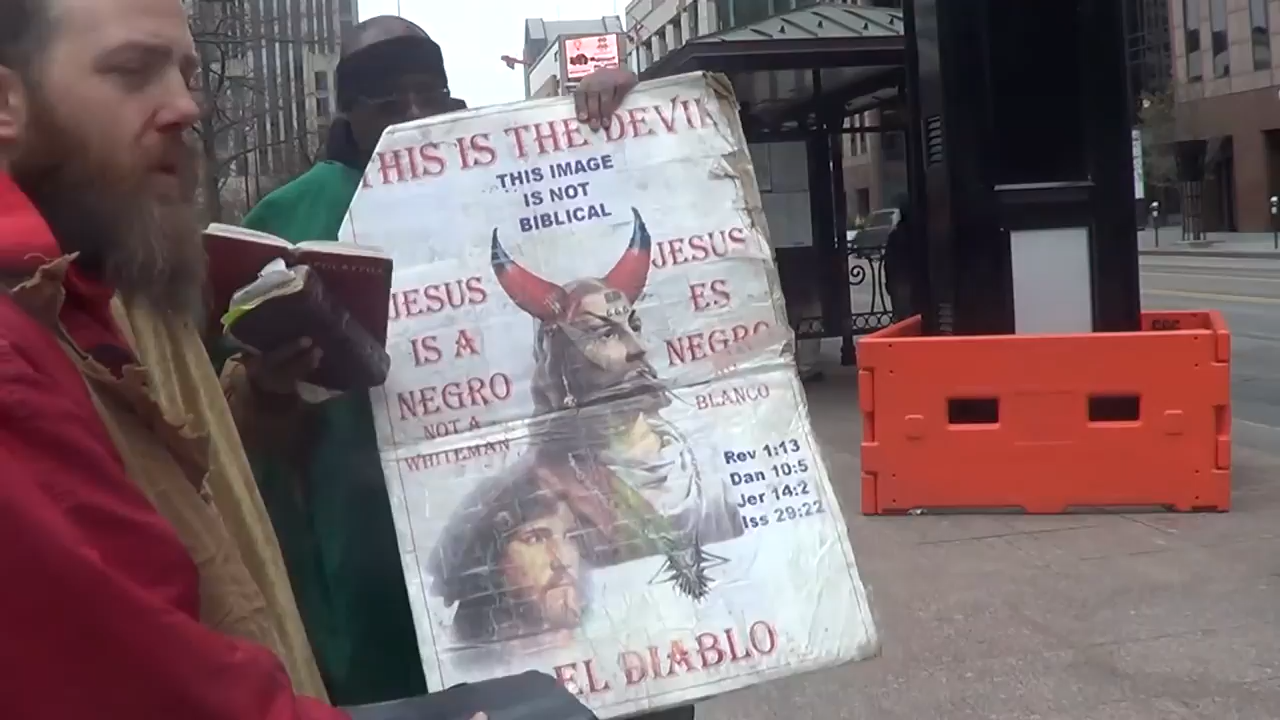 THIS IS THE DEVIL
THIS IMAGE
IS NOT
BIBLICAL
JESUS
IS A
NEGRO
NOT A
WHITEMAN
JESUS
ES
NEGRO
BLANCO
666
Rev 1:13
Dan 10:5
Jer 14:2
Iss 29:22
EL DIABLO